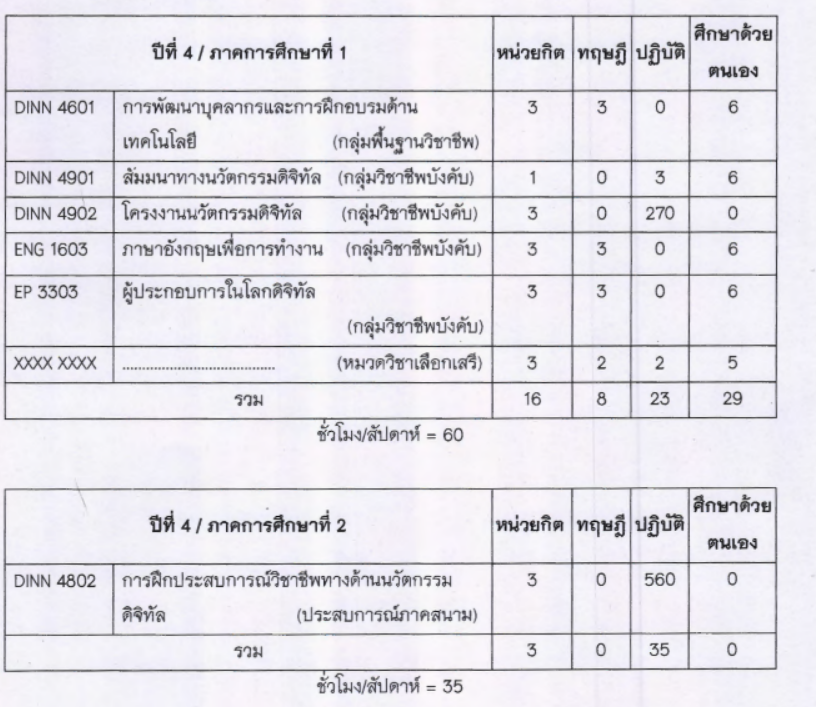 ปีที่ 4 / ภาคการศึกษาที่ 1 หน่วยกิต ทฤษฎี ปฏิบัติ ศึกษาด้วย
ตนเอง
DINN 4601 การพัฒนาบุคลากรและการฝึกอบรมด้าน 3 3 0 6
เทคโนโลยี (กลุ่มพื้นฐานวิชาชีพ)
DINN 4901 สัมมนาทางนวัตกรรมดิจิทัล (กลุ่มวิชาชีพบังคับ) 1 0 3 6
DINN 4902 โครงงานนวัตกรรมดิจิทัล (กลุ่มวิชาชีพบังคับ) 3 0 270 0
ENG 1603 ภาษาอังกฤษเพื่อการทำงาน (กลุ่มวิชาชีพบังคับ) 3 3 0 6
EP 3303 ผู้ประกอบการในโลกดิจิทัล 3 3 0 6
(กลุ่มวิชาชีพบังคับ)
XXXX XXXX ...................................... (หมวดวิชาเลือกเสรี) 3 2 2 5
รวม 16 8 23 29
ชั่วโมง/สัปดาห์ = 60
ปีที่ 4 / ภาคการศึกษาที่ 2 หน่วยกิต ทฤษฎี ปฏิบัติ ศึกษาด้วย
ตนเอง
DINN 4802 การฝึกประสบการณ์วิชาชีพทางด้านนวัตกรรม 3 0 560 0
ดิจิทัล (ประสบการณ์ภาคสนาม)
รวม 3 0 35 0
ชั่วโมง/สัปดาห์ = 35